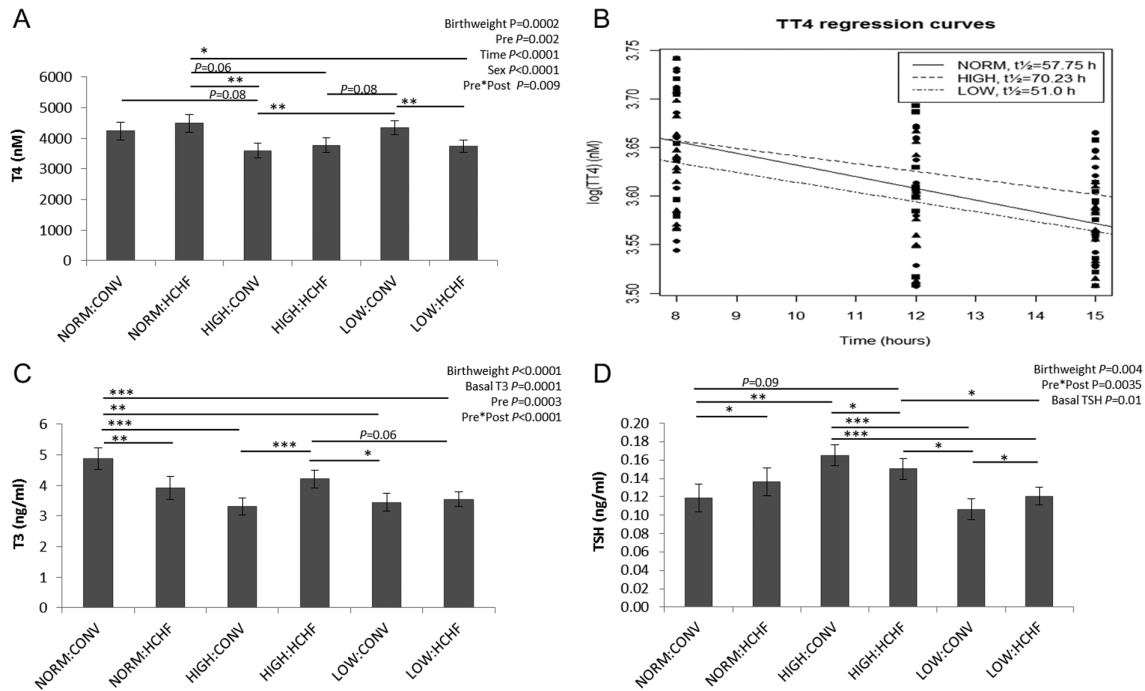 A
Birthweight P=0.0002
Pre P=0.002
Time P<0.0001
Sex P<0.0001
Pre*Post P=0.009
*
P=0.06
**
P=0.08
P=0.08
**
**
6000
5000
4000
3000
2000
1000
0
T4 (nM)
NORM:CONV
NORM:HCHF
HIGH:CONV
HIGH:HCHF
LOW:CONV
LOW:HCHF
B
TT4 regression curves
NORM, t½=57.75 h
HIGH, t½=70.23 h
LOW, t½=51.0 h
3.75
3.70
3.65
3.60
3.55
3.50
log(TT4) (nM)
8 9 10 11 12 13 14 15
Time (hours)
C
Birthweight P<0.0001
Basal T3 P=0.0001
Pre P=0.0003
Pre*Post P<0.0001
***
**
***
**
***
P=0.06
*
6
5
4
3
2
1
0
T3 (ng/ml)
NORM:CONV
NORM:HCHF
HIGH:CONV
HIGH:HCHF
LOW:CONV
LOW:HCHF
D
Birthweight P=0.004
Pre*Post P=0.0035
Basal TSH P=0.01
P=0.09
**
*
*
*
***
***
*
*
0.20
0.18
0.16
0.14
0.12
0.10
0.08
0.06
0.04
0.02
0.00
TSH (ng/ml)
NORM:CONV
NORM:HCHF
HIGH:CONV
HIGH:HCHF
LOW:CONV
LOW:HCHF